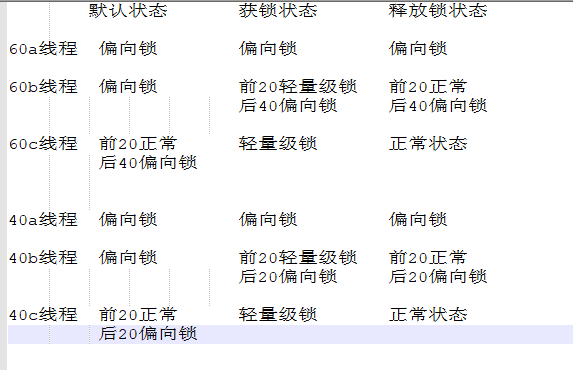 默认状态 获锁状态 释放锁状态
60a线程 偏向锁 偏向锁 偏向锁
60b线程 偏向锁 前20轻量级锁 前20正常
后40偏向锁 后40偏向锁
60c线程 前20正常 轻量级锁 正常状态
后40偏向锁
40a线程 偏向锁 偏向锁 偏向锁
40b线程 偏向锁 前20轻量级锁 前20正常
后20偏向锁 后20偏向锁
40c线程 前20正常 轻量级锁 正常状态
后20偏向锁